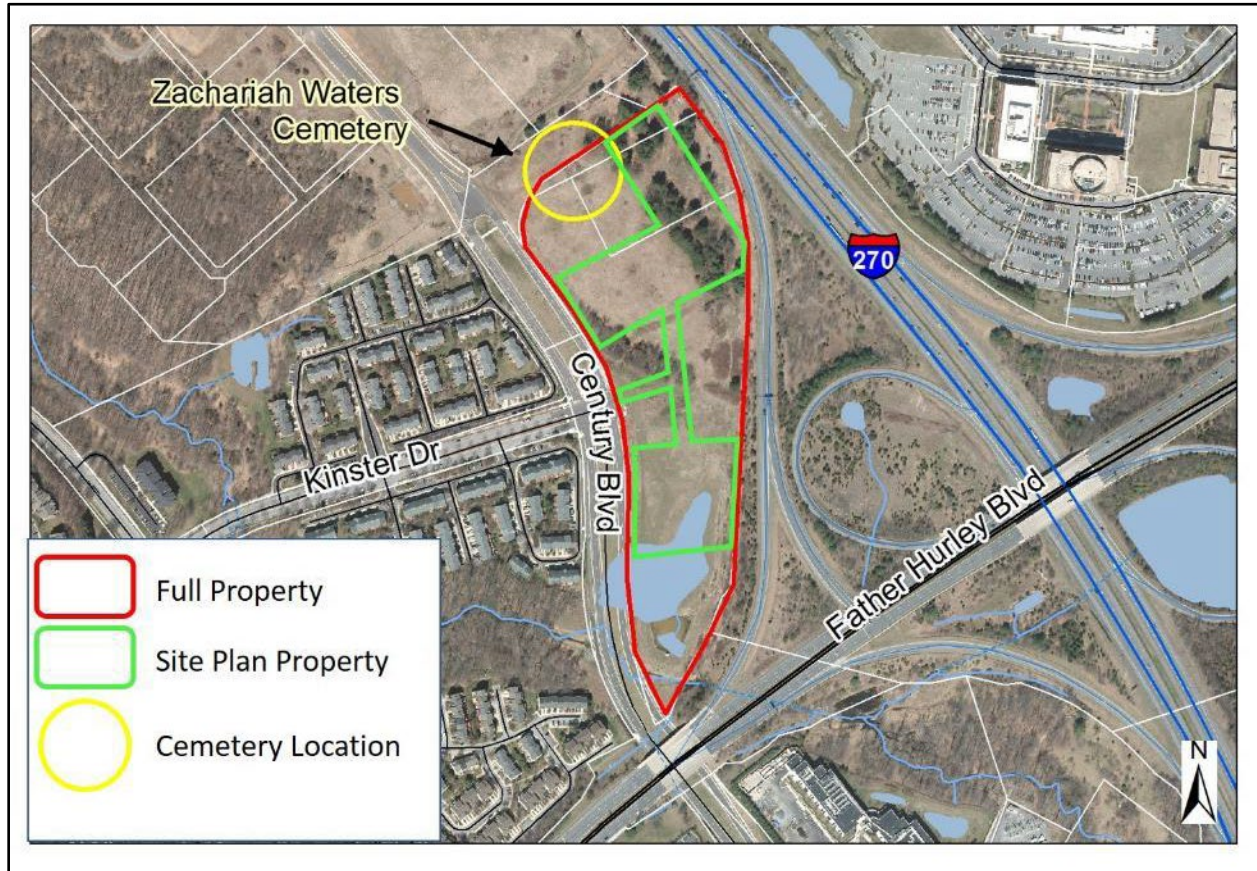 Zachariah Waters
Cemetery
270
Century Blvd
Kinster Dr
Father Hurley Blvd
Full Property
Site Plan Property
Cemetery Location
N